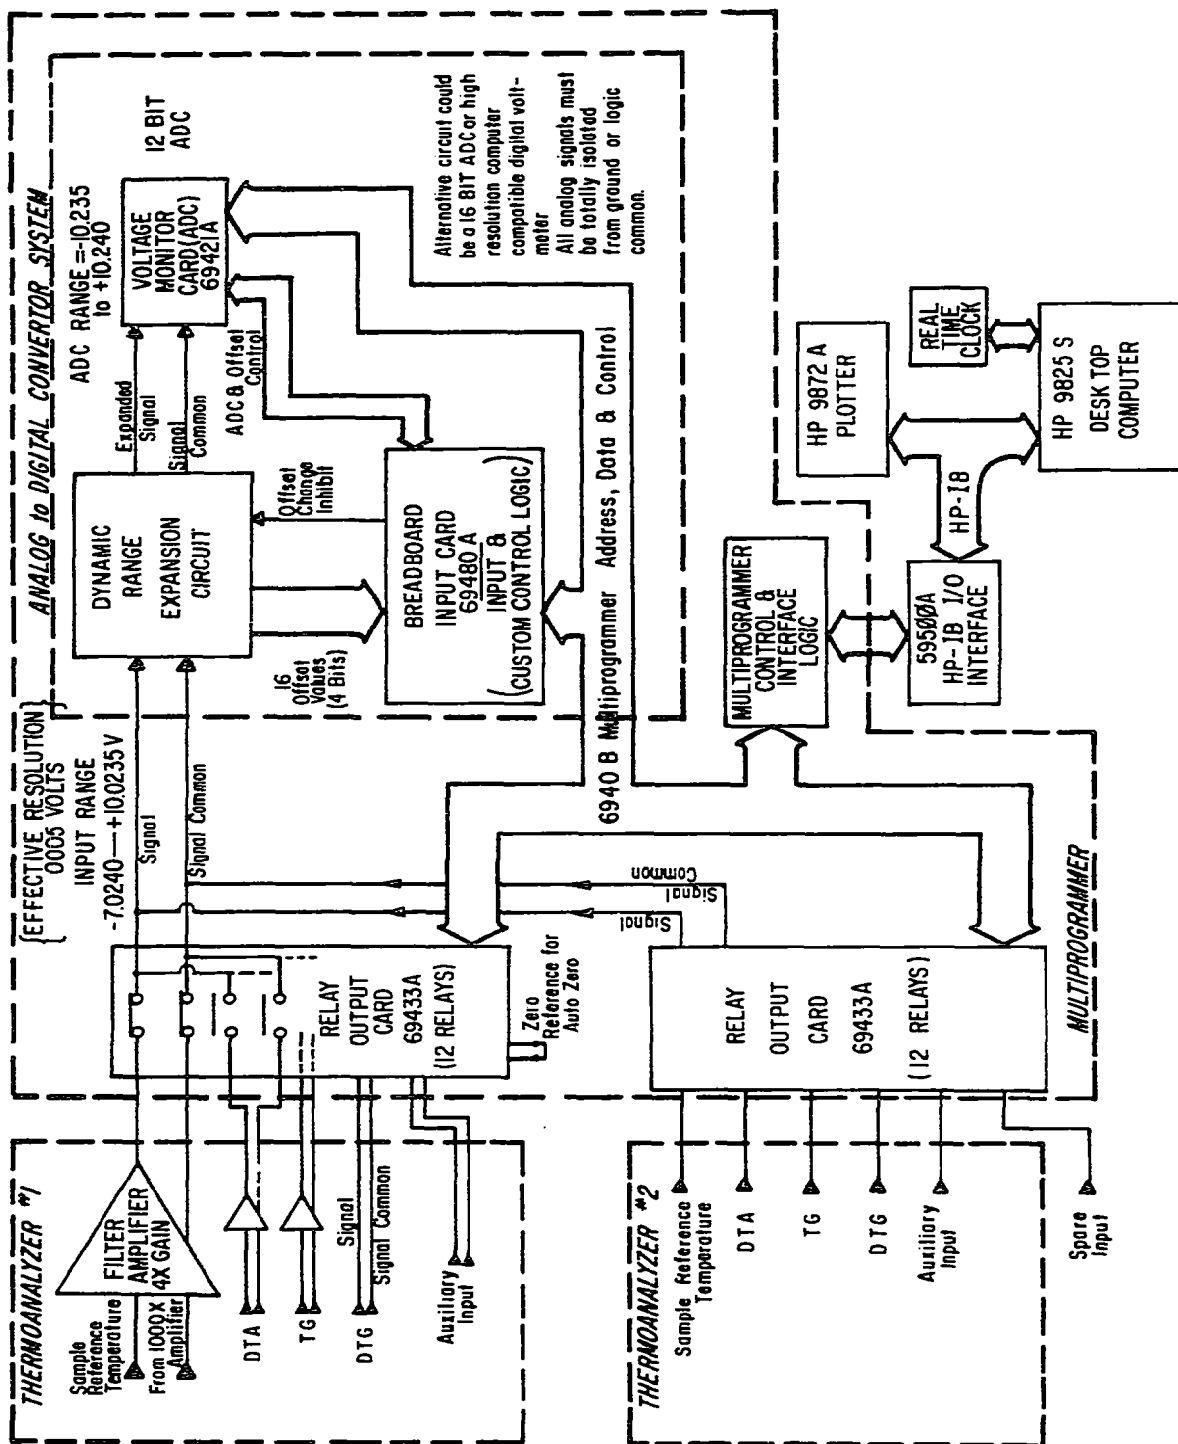 THERMOANALYZER #1
Sample
Reference
Temperature
From 1000X
Amplifier
FILTER
AMPLIFIER
4X GAIN
DTA
TG
DTG
Signal
Signal Common
Auxiliary
Input
{EFFECTIVE RESOLUTION}
.0005 VOLTS
INPUT RANGE
-7.0240—+10.0235V
Signal
Signal Common
RELAY
OUTPUT
CARD
69433A
(12 RELAYS)
Zero
Reference for
Auto Zero
ANALOG to DIGITAL CONVERTOR SYSTEM
DYNAMIC
RANGE
EXPANSION
CIRCUIT
Expanded
Signal
Signal
Common
ADC RANGE=-10.235
to +10.240
12 BIT
ADC
VOLTAGE
MONITOR
CARD(ADC)
69421A
ADC & Offset
Control
Offset
Change
Inhibit
16
Offset
Values
(4 Bits)
BREADBOARD
INPUT CARD
69480 A
(INPUT &
CUSTOM CONTROL LOGIC)
Alternative circuit could
be a 16 BIT ADC or high
resolution computer
compatible digital volt-
meter
All analog signals must
be totally isolated
from ground or logic
common.
6940 B Multiprogrammer Address, Data & Control
Signal
Signal
Common
THERMOANALYZER #2
Sample Reference
Temperature
DTA
TG
DTG
Auxiliary
Input
Spare
Input
RELAY
OUTPUT
CARD
69433A
(12 RELAYS)
MULTIPROGRAMMER
MULTIPROGRAMMER
CONTROL &
INTERFACE
LOGIC
59500A
HP-IB I/O
INTERFACE
HP-IB
HP 9872 A
PLOTTER
REAL
TIME
CLOCK
HP 9825 S
DESK TOP
COMPUTER